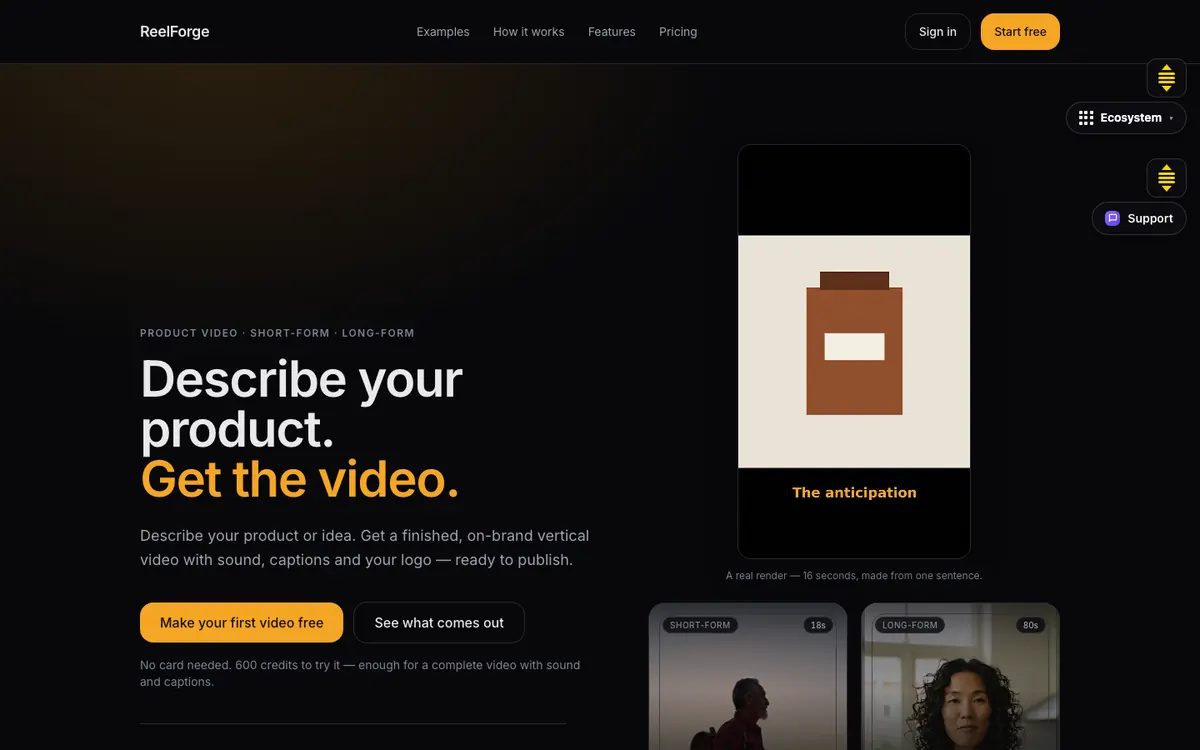 ReelForge
Examples
How it works
Features
Pricing
Sign in
Start free
Ecosystem
Support
PRODUCT VIDEO · SHORT-FORM · LONG-FORM
Describe your
product.
Get the video.
Describe your product or idea. Get a finished, on-brand vertical
video with sound, captions and your logo — ready to publish.
Make your first video free
See what comes out
No card needed. 600 credits to try it — enough for a complete video with sound
and captions.
The anticipation
A real render — 16 seconds, made from one sentence.
SHORT-FORM
18s
LONG-FORM
80s